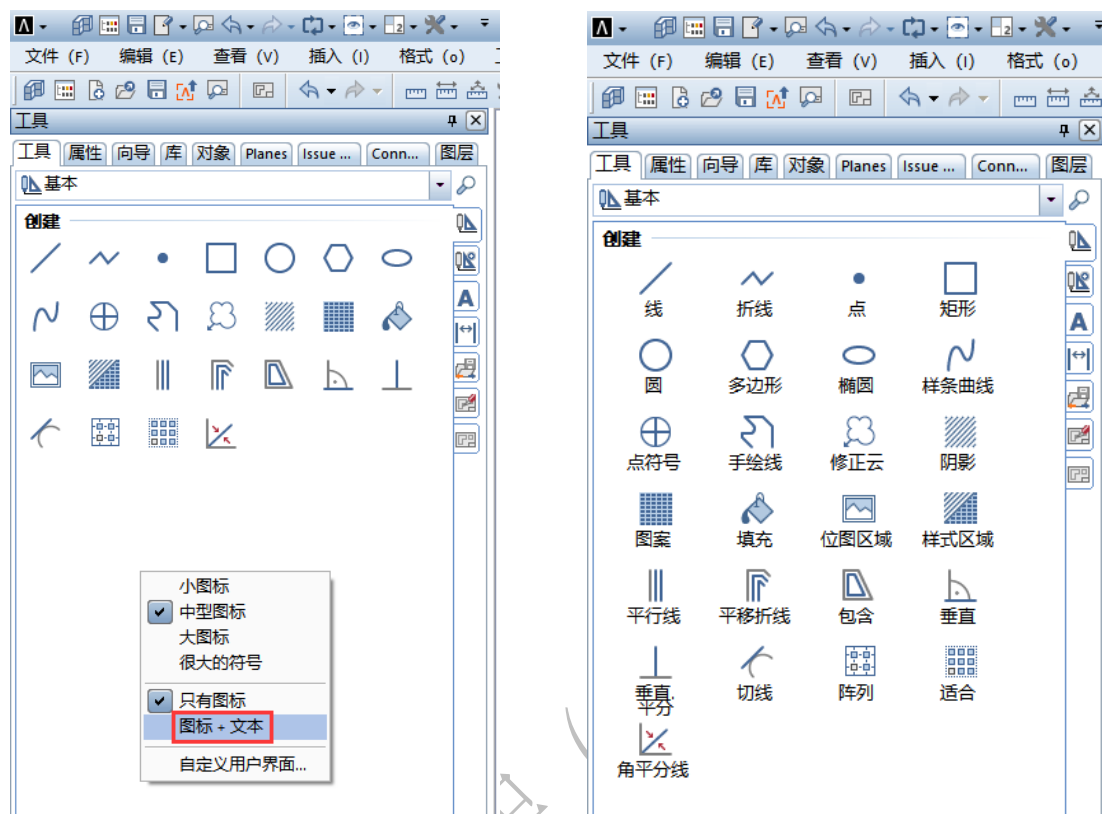 文件 (F) 编辑 (E) 查看 (V) 插入 (I) 格式 (o)
工具
工具 属性 向导 库 对象 Planes Issue ... Conn... 图层
基本
创建
A
小图标
中型图标
大图标
很大的符号
只有图标
图标 + 文本
自定义用户界面...
文件 (F) 编辑 (E) 查看 (V) 插入 (I) 格式 (o)
工具
工具 属性 向导 库 对象 Planes Issue ... Conn... 图层
基本
创建
线 折线 点 矩形
圆 多边形 椭圆 样条曲线
A
点符号 手绘线 修正云 阴影
图案 填充 位图区域 样式区域
平行线 平移折线 包含 垂直
垂直. 切线 阵列 适合
平分
角平分线